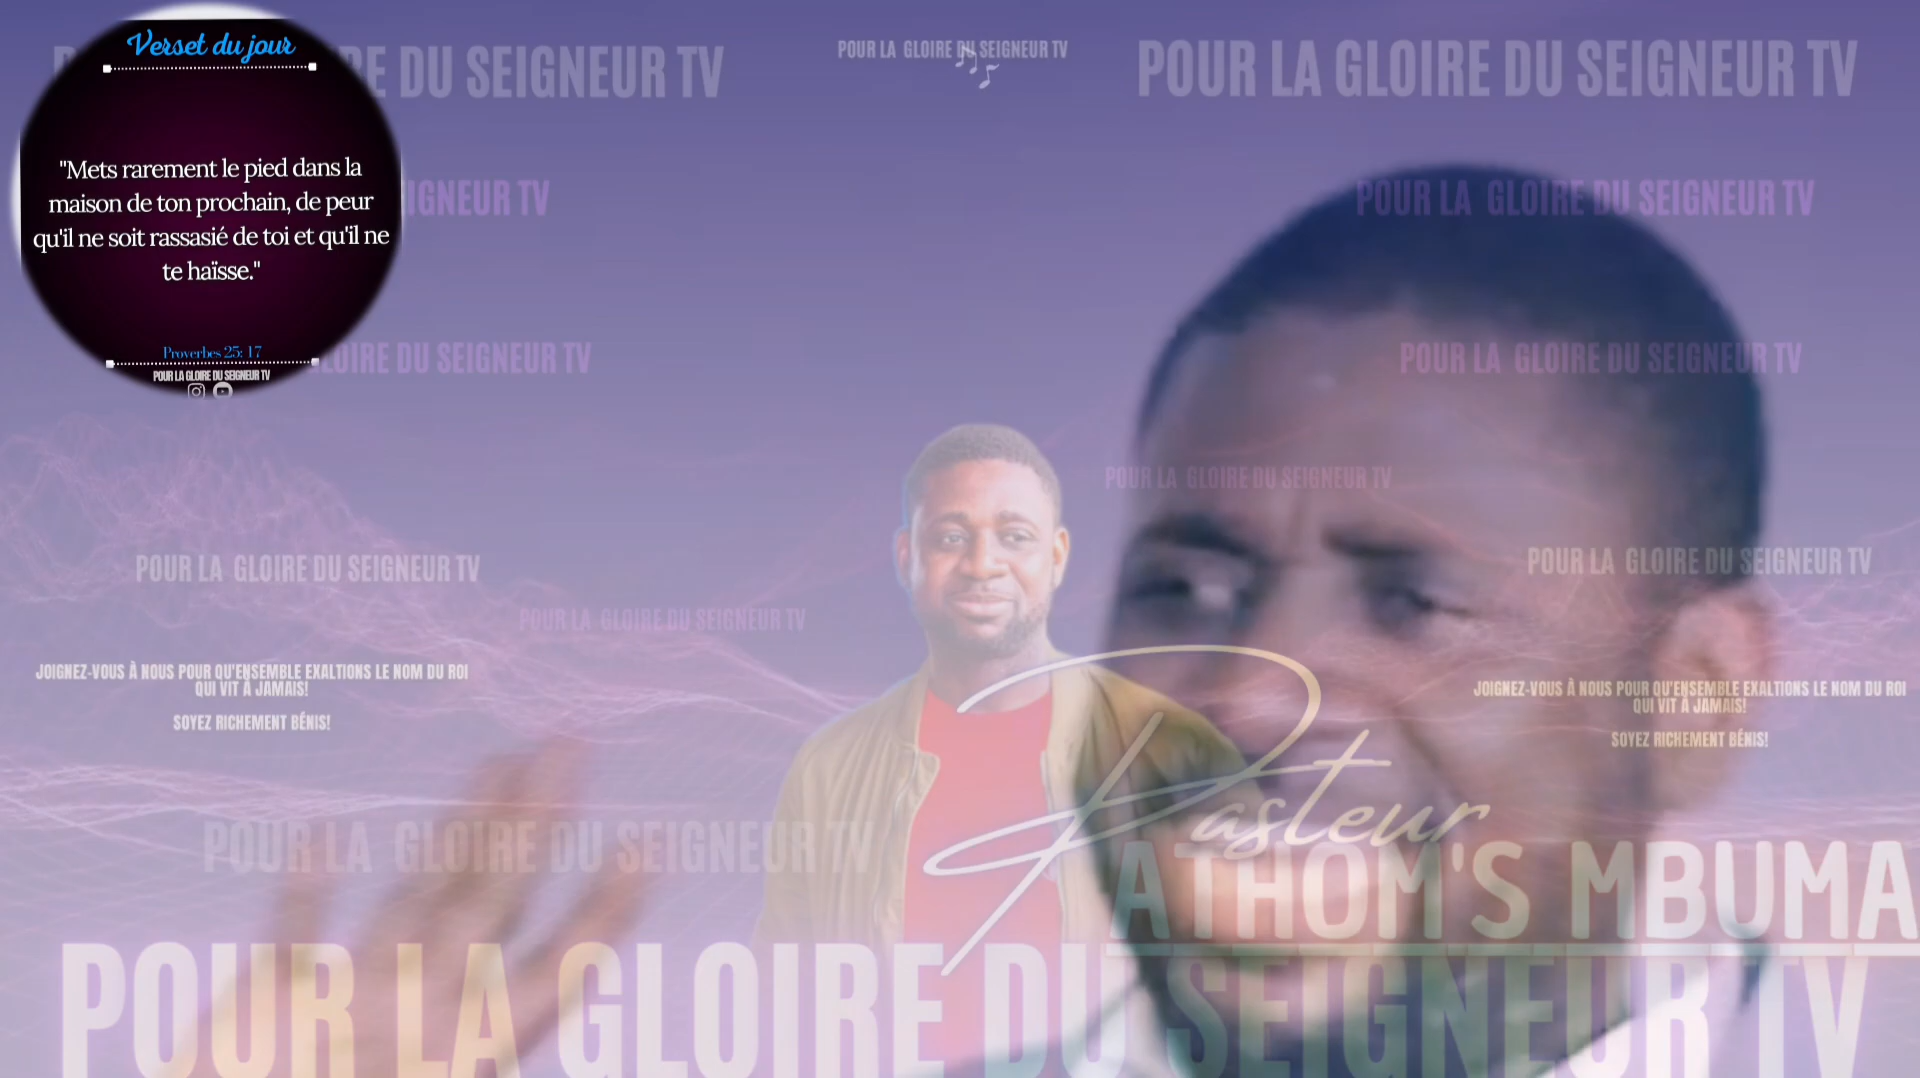 Verset du jour
"Mets rarement le pied dans la
maison de ton prochain, de peur
qu'il ne soit rassasié de toi et qu'il ne
te haïsse."
Proverbes 25: 17
POUR LA GLOIRE DU SEIGNEUR TV
RE DU SEIGNEUR TV
POUR LA GLOIRE DU SEIGNEUR TV
POUR LA GLOIRE DU SEIGNEUR TV
IGNEUR TV
POUR LA GLOIRE DU SEIGNEUR TV
LOIRE DU SEIGNEUR TV
POUR LA GLOIRE DU SEIGNEUR TV
POUR LA GLOIRE DU SEIGNEUR TV
POUR LA GLOIRE DU SEIGNEUR TV
POUR LA GLOIRE DU SEIGNEUR TV
POUR LA GLOIRE DU SEIGNEUR TV
JOIGNEZ-VOUS À NOUS POUR QU'ENSEMBLE EXALTIONS LE NOM DU ROI
QUI VIT À JAMAIS!
SOYEZ RICHEMENT BÉNIS!
JOIGNEZ-VOUS À NOUS POUR QU'ENSEMBLE EXALTIONS LE NOM DU ROI
QUI VIT À JAMAIS!
SOYEZ RICHEMENT BÉNIS!
POUR LA GLOIRE DU SEIGNEUR TV
Pasteur
ATHOM'S MBUMA
POUR LA GLOIRE DU SEIGNEUR TV